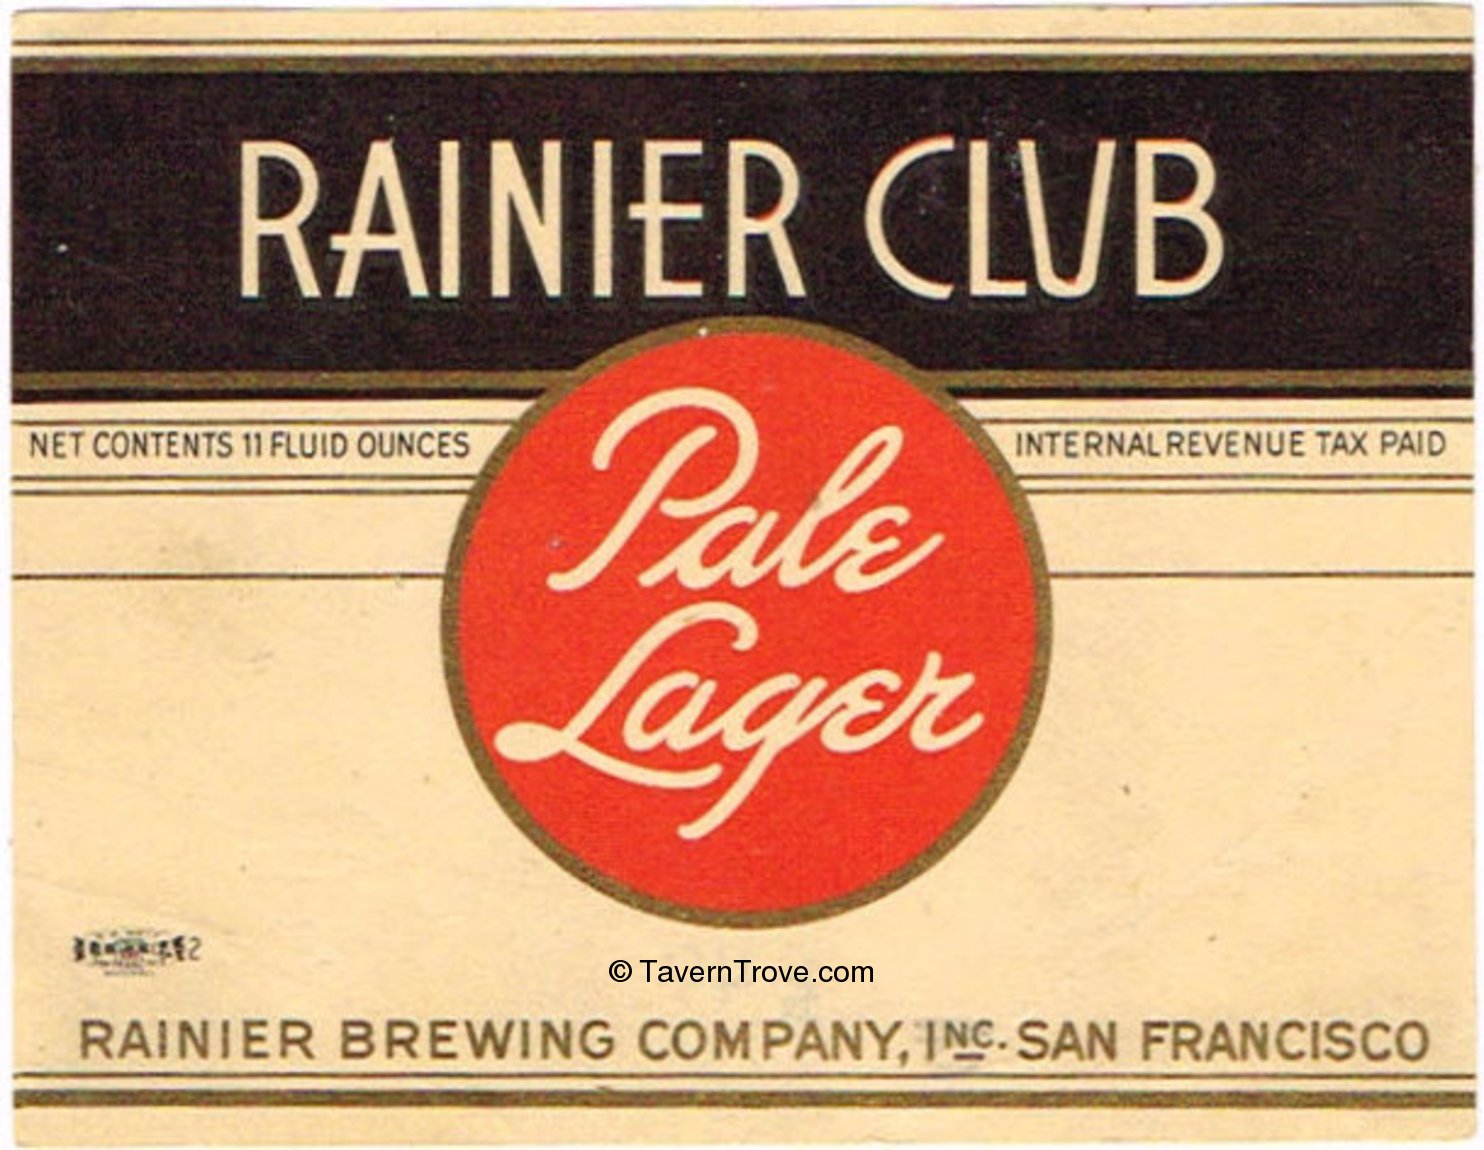 RAINIER CLUB
NET CONTENTS 11 FLUID OUNCES
INTERNAL REVENUE TAX PAID
Pale
Lager
© TavernTrove.com
RAINIER BREWING COMPANY, INC. SAN FRANCISCO